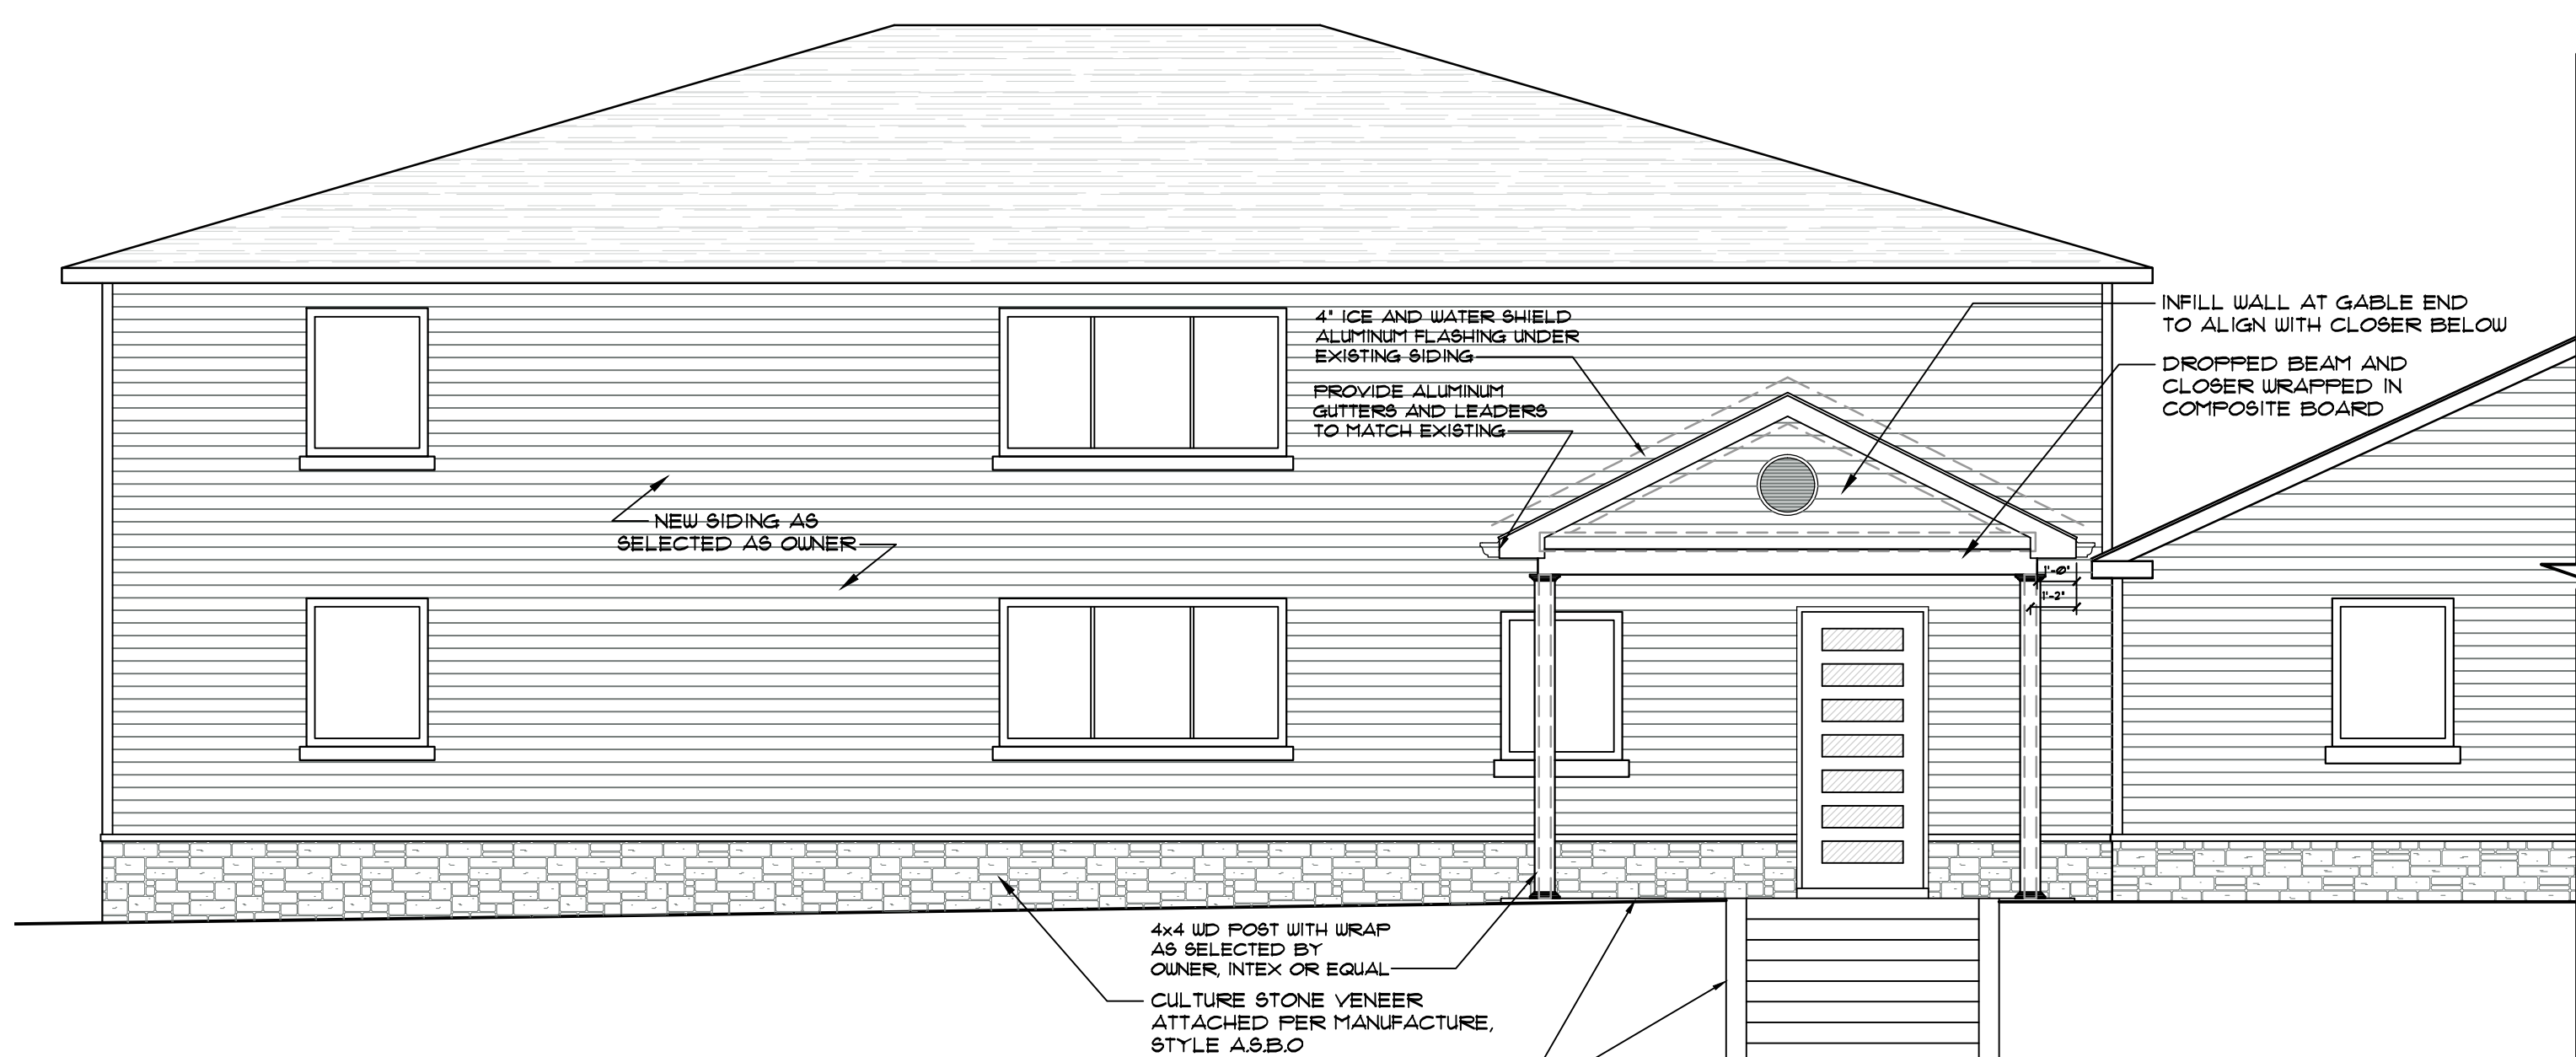 4" ICE AND WATER SHIELD
ALUMINUM FLASHING UNDER
EXISTING SIDING
PROVIDE ALUMINUM
GUTTERS AND LEADERS
TO MATCH EXISTING
INFILL WALL AT GABLE END
TO ALIGN WITH CLOSER BELOW
DROPPED BEAM AND
CLOSER WRAPPED IN
COMPOSITE BOARD
NEW SIDING AS
SELECTED AS OWNER
1'-0"
1'-2"
4x4 WD POST WITH WRAP
AS SELECTED BY
OWNER, INTEX OR EQUAL
CULTURE STONE VENEER
ATTACHED PER MANUFACTURE,
STYLE A.S.B.O